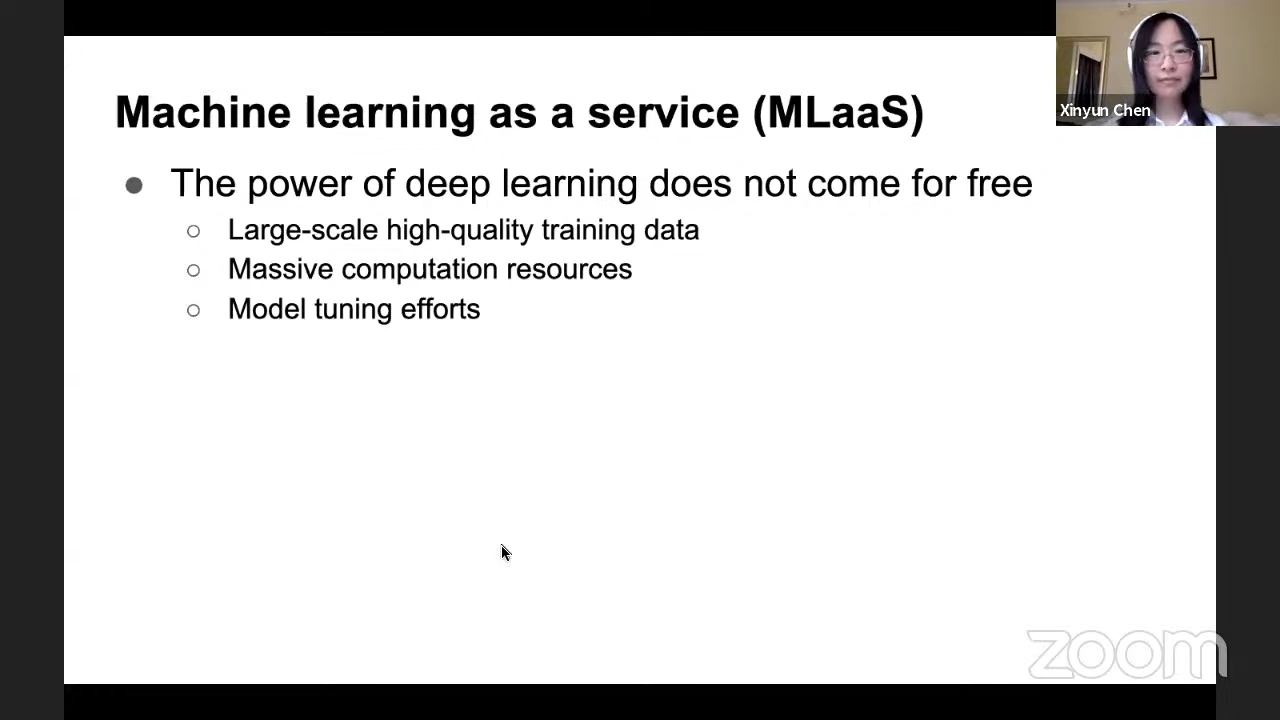 Machine learning as a service (MLaaS)
● The power of deep learning does not come for free
○ Large-scale high-quality training data
○ Massive computation resources
○ Model tuning efforts
Xinyun Chen
zoom